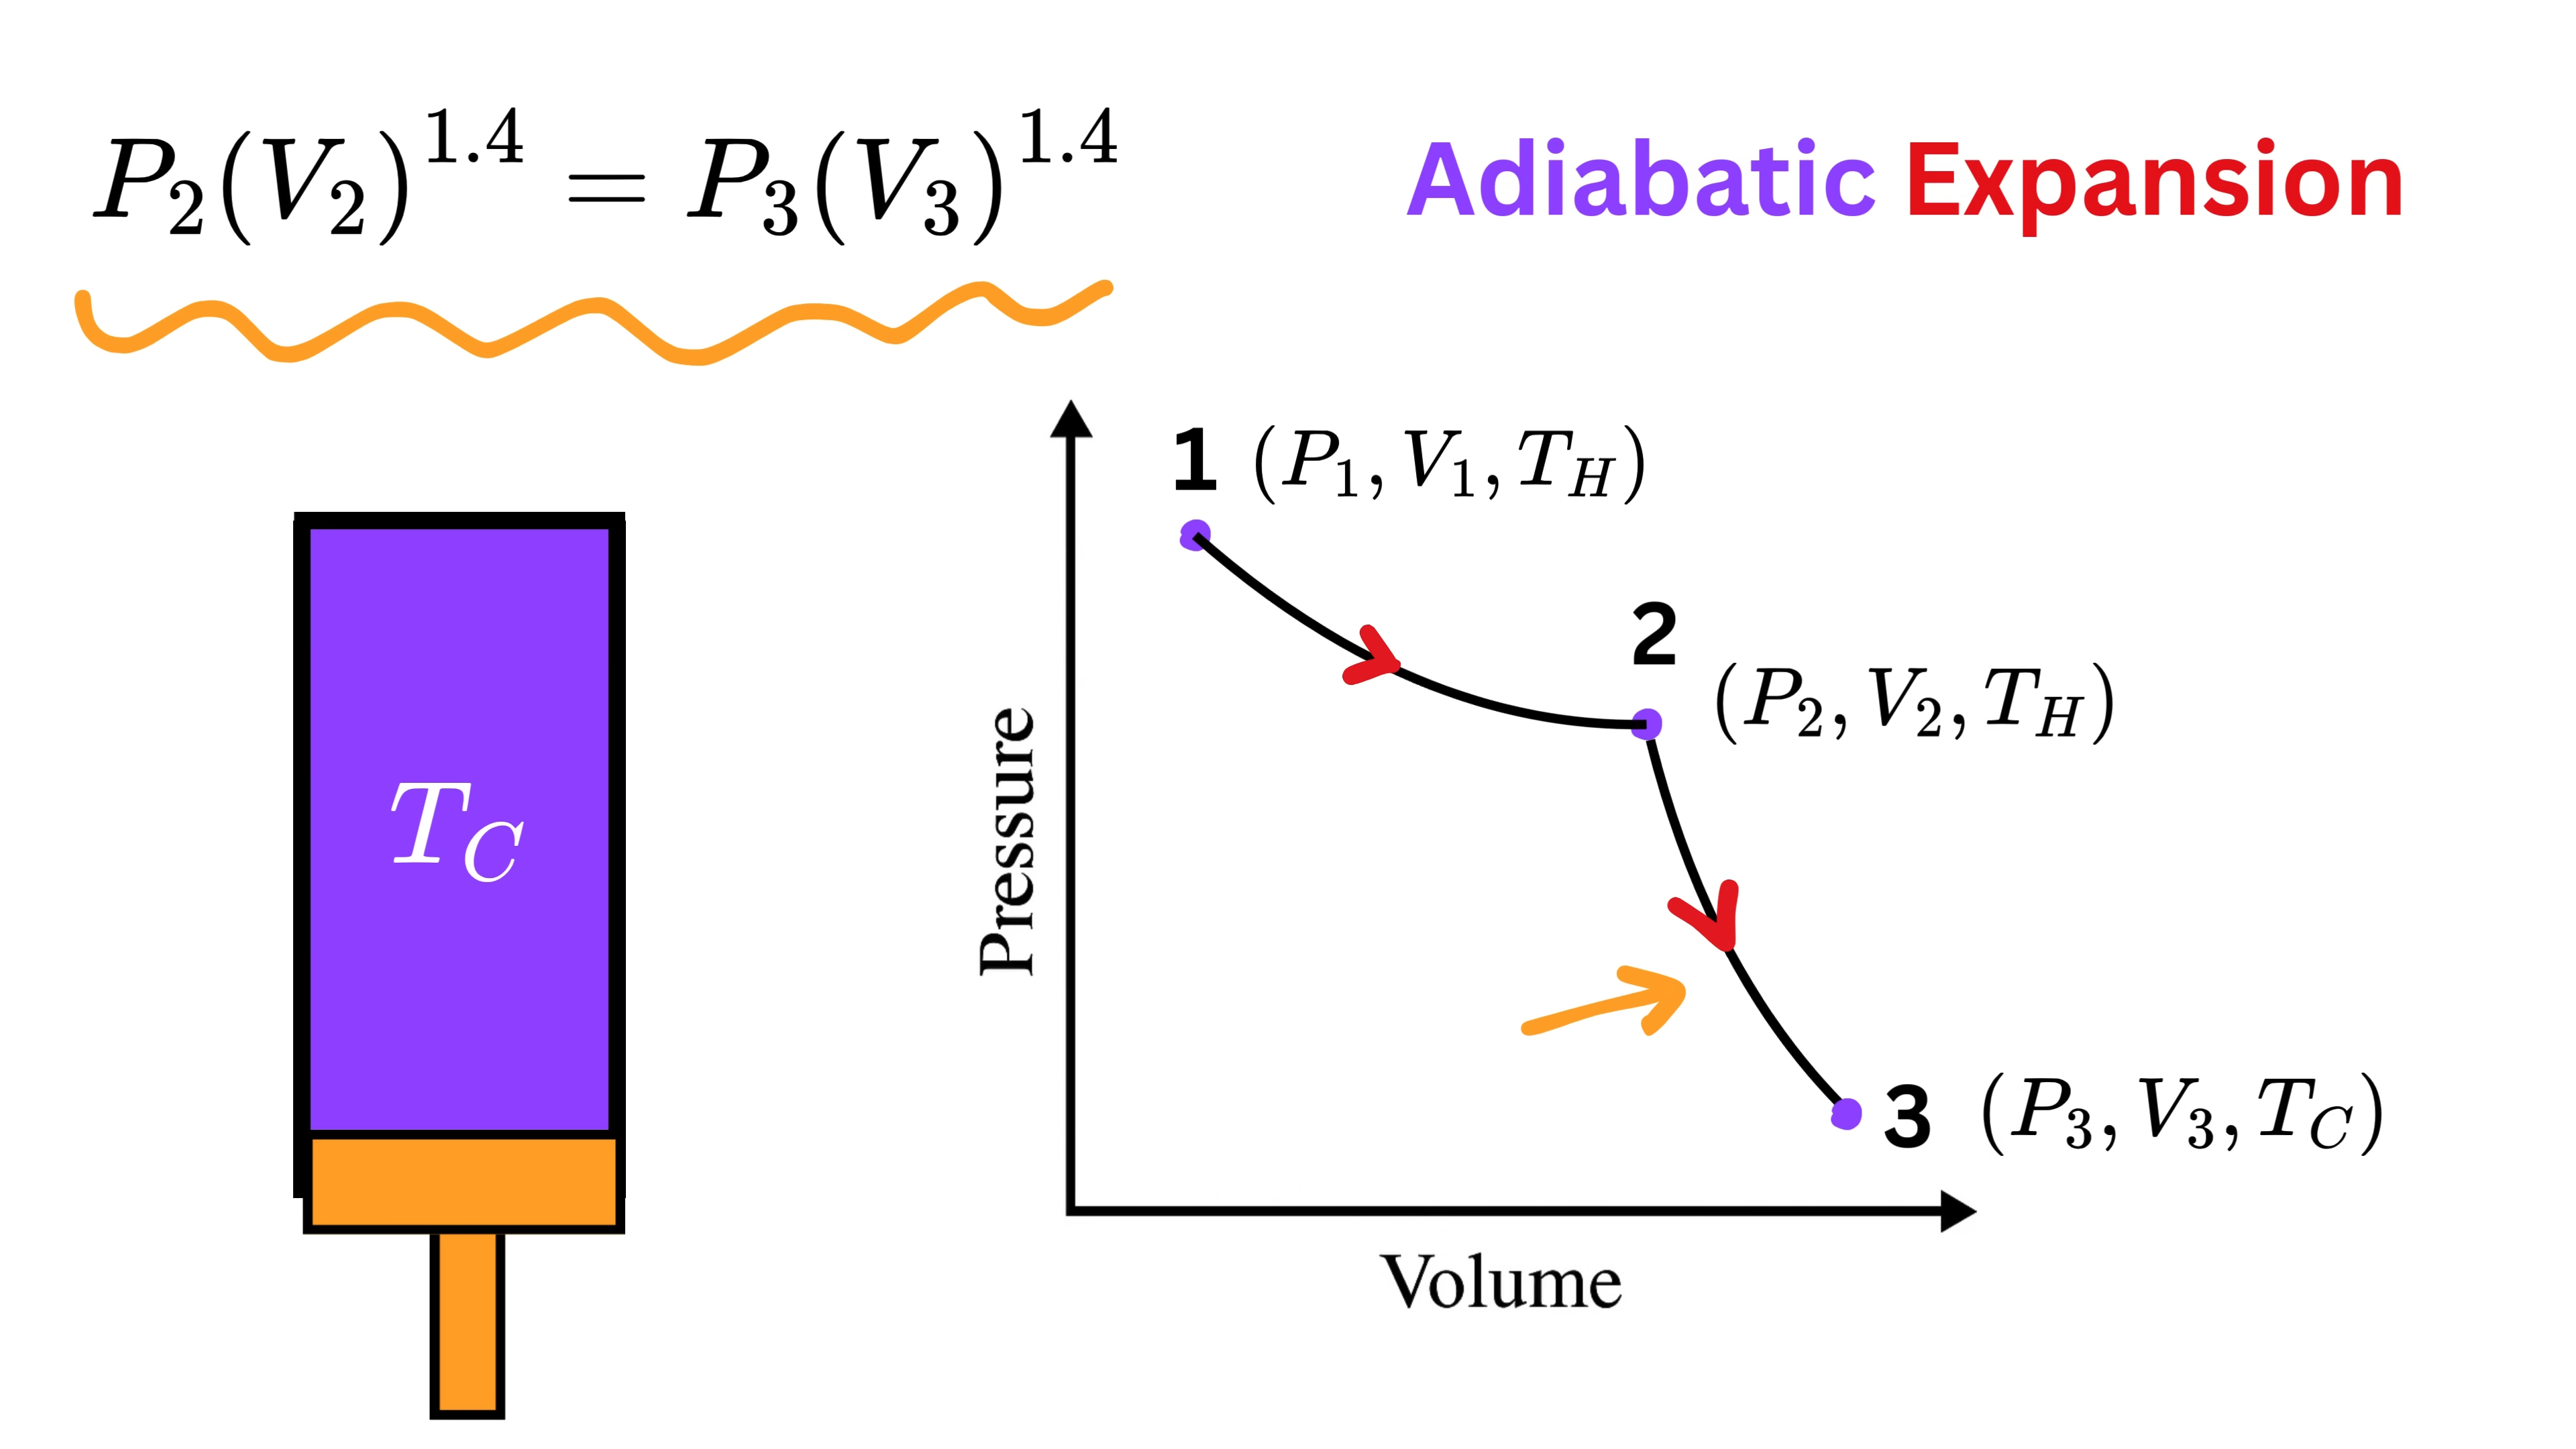 P₂(V₂)¹·⁴ = P₃(V₃)¹·⁴
Adiabatic Expansion
1 (P₁, V₁, T_H)
2
(P₂, V₂, T_H)
T_C
Pressure
3 (P₃, V₃, T_C)
Volume